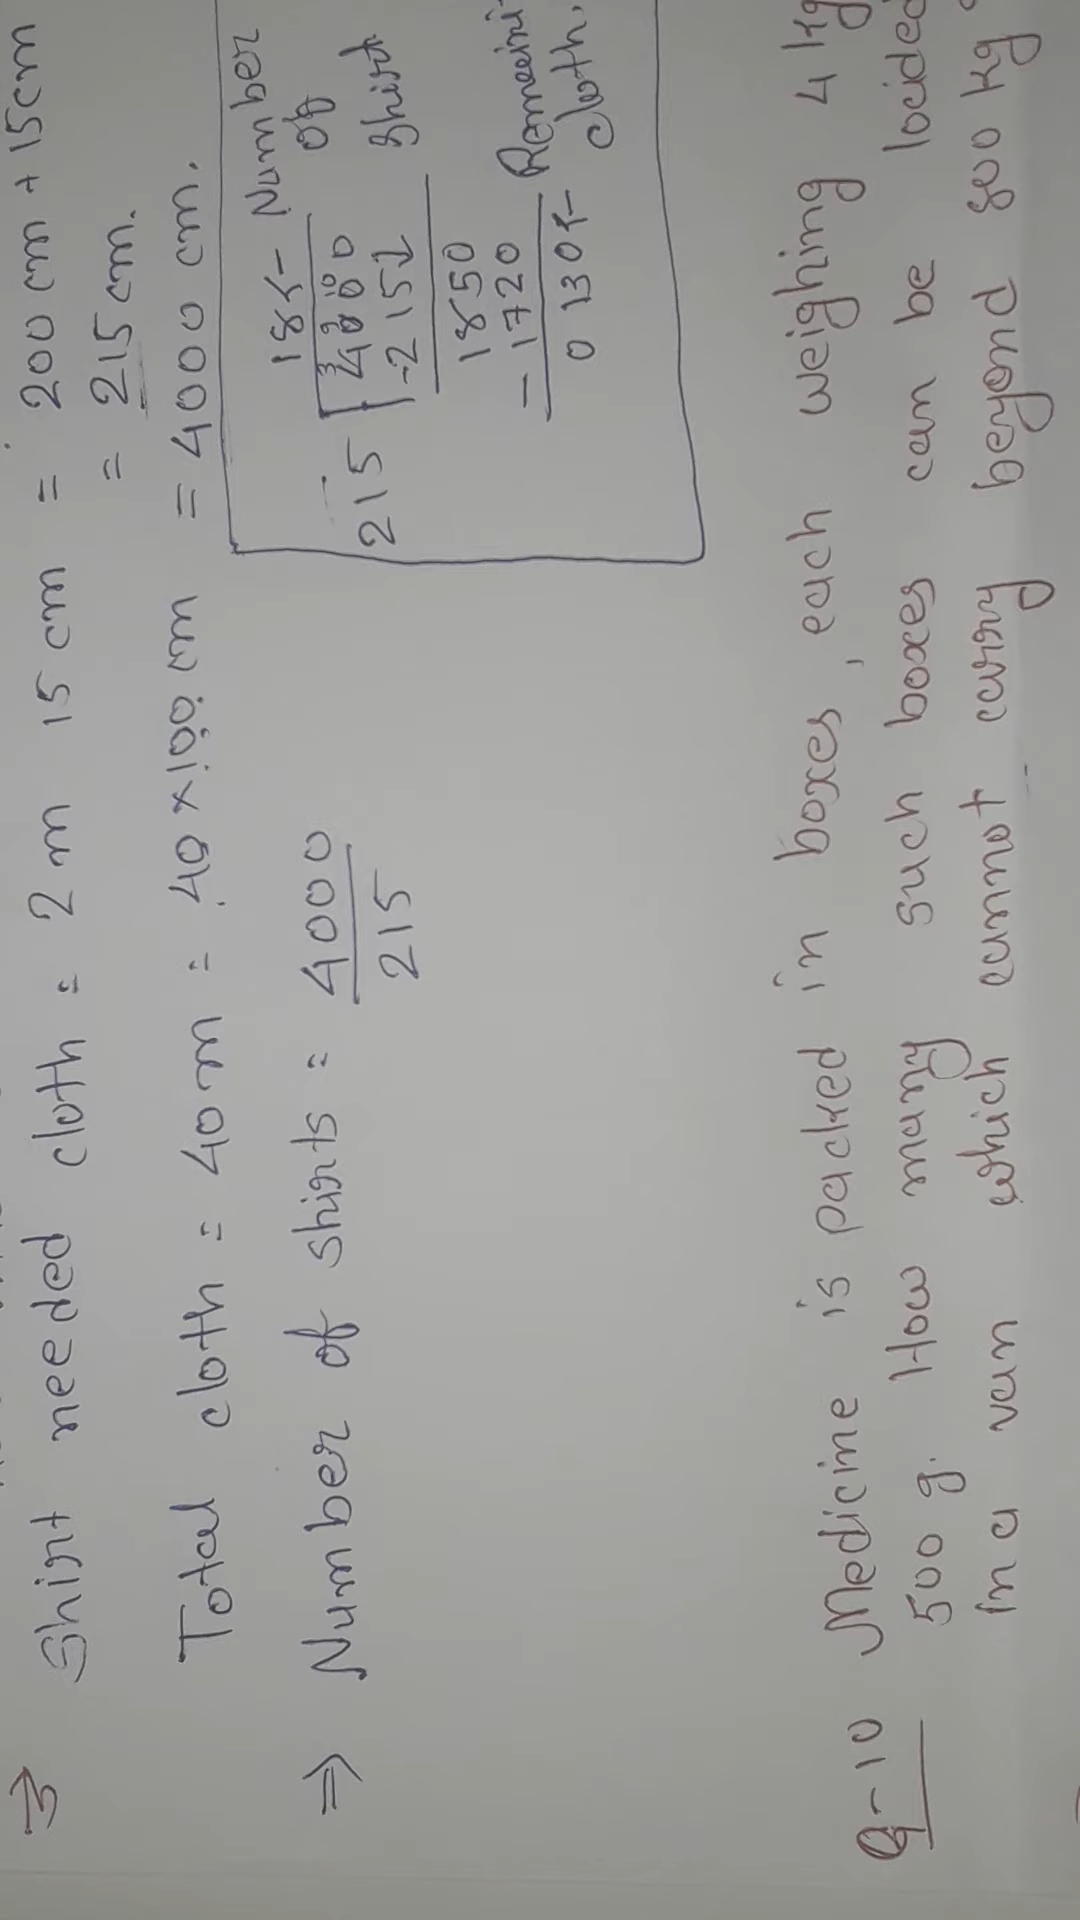 → Shirt needed cloth = 2 m 15 cm = 200 cm + 15 cm
= 215 cm.
Total cloth = 40 m = 40 × 100 cm = 4000 cm.
⇒ Number of shirts = 4000
215
18 ← Number
of
Shirt
215 4000
-215↓
1850
-1720
0130 ←
cloth.
Q-10 Medicine is packed in boxes, each weighing 4 kg
500 g. How many such boxes can be loaded
in a van which cannot carry beyond 800 kg